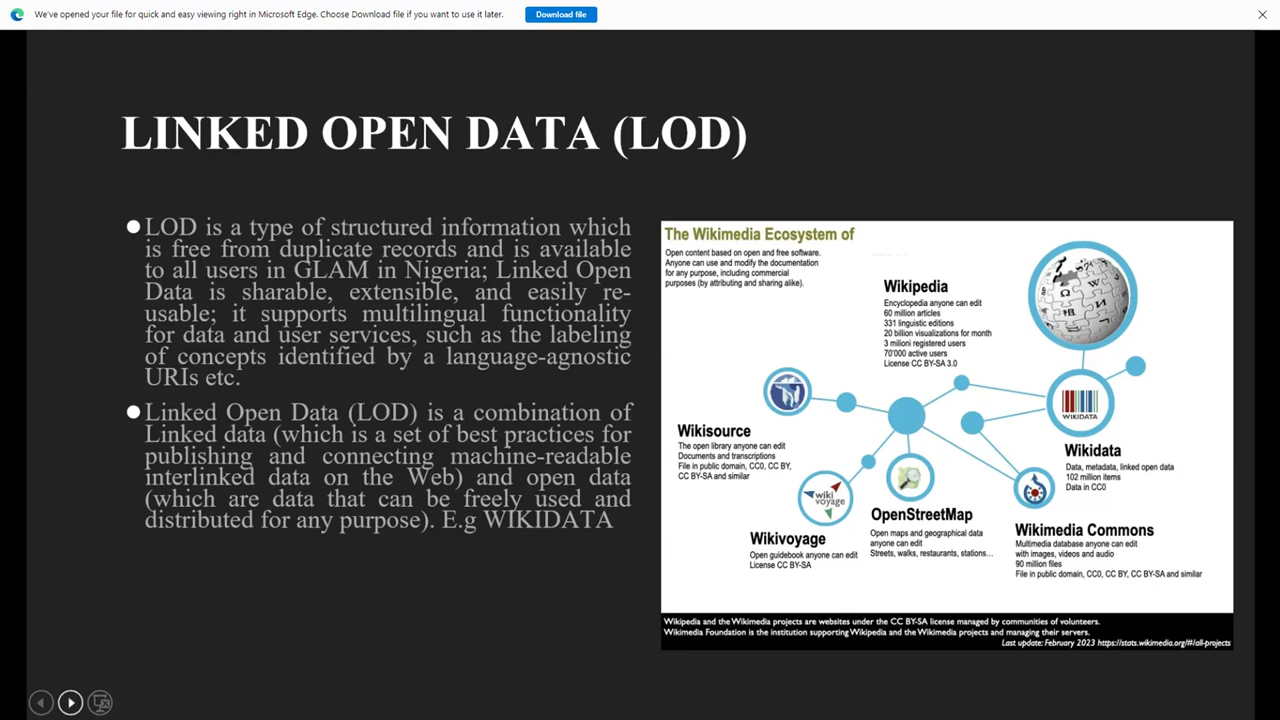 We've opened your file for quick and easy viewing right in Microsoft Edge. Choose Download file if you want to use it later.
Download file
LINKED OPEN DATA (LOD)
LOD is a type of structured information which
is free from duplicate records and is available
to all users in GLAM in Nigeria; Linked Open
Data is sharable, extensible, and easily re-
usable; it supports multilingual functionality
for data and user services, such as the labeling
of concepts identified by a language-agnostic
URIs etc.
Linked Open Data (LOD) is a combination of
Linked data (which is a set of best practices for
publishing and connecting machine-readable
interlinked data on the Web) and open data
(which are data that can be freely used and
distributed for any purpose). E.g WIKIDATA
The Wikimedia Ecosystem of
Open content based on open and free software.
Anyone can use and modify the documentation
for any purpose, including commercial
purposes (by attributing and sharing alike).
Wikipedia
Encyclopedia anyone can edit
60 million articles
331 linguistic editions
20 billion visualizations for month
3 milioni registered users
70'000 active users
License CC BY-SA 3.0
Wikisource
The open library anyone can edit
Documents and transcriptions
File in public domain, CC0, CC BY,
CC BY-SA and similar
WIKIDATA
Wikidata
Data, metadata, linked open data
102 million items
Data in CC0
wiki
voyage
Wikivoyage
Open guidebook anyone can edit
License CC BY-SA
OpenStreetMap
Open maps and geographical data
anyone can edit
Streets, walks, restaurants, stations…
Wikimedia Commons
Multimedia database anyone can edit
with images, videos and audio
90 million files
File in public domain, CC0, CC BY, CC BY-SA and similar
Wikipedia and the Wikimedia projects are websites under the CC BY-SA license managed by communities of volunteers.
Wikimedia Foundation is the institution supporting Wikipedia and the Wikimedia projects and managing their servers.
Last update: February 2023 https://stats.wikimedia.org/#/all-projects